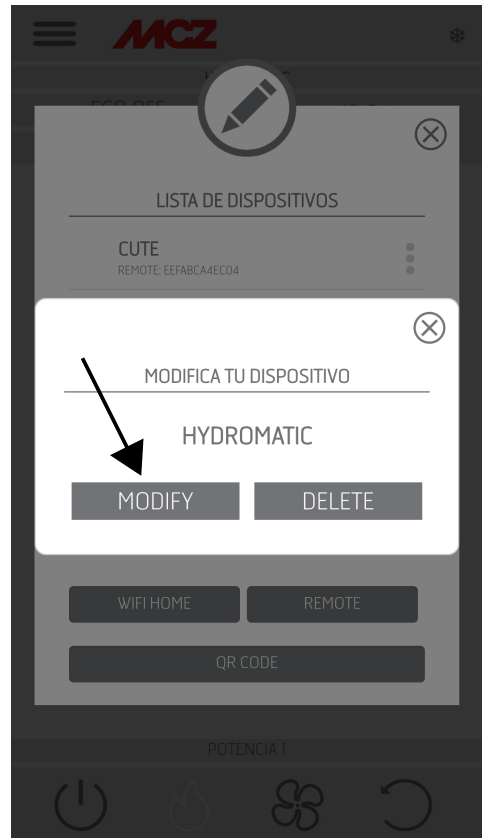 MCZ
LISTA DE DISPOSITIVOS
CUTE
REMOTE: EEFABCA4EC04
MODIFICA TU DISPOSITIVO
HYDROMATIC
MODIFY DELETE
WIFI HOME REMOTE
QR CODE
POTENCIA 1